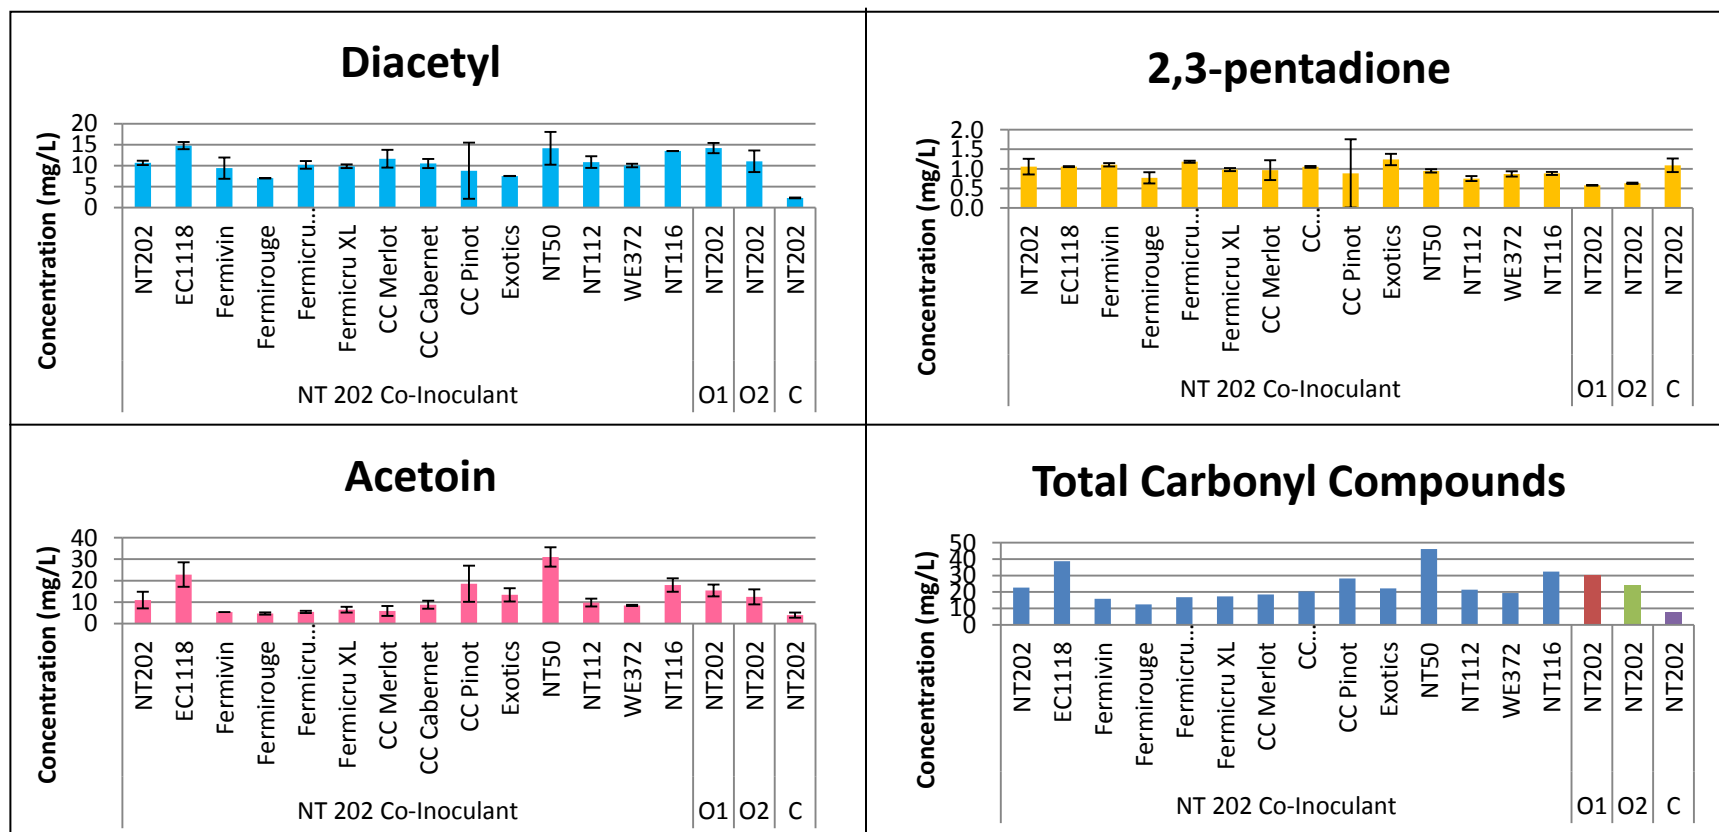 Diacetyl
Concentration (mg/L)
20
15
10
5
0
NT202
EC1118
Fermivin
Fermirouge
Fermicru...
Fermicru XL
CC Merlot
CC Cabernet
CC Pinot
Exotics
NT50
NT112
WE372
NT116
NT202
NT202
NT202
NT 202 Co-Inoculant
O1
O2
C
2,3-pentadione
Concentration (mg/L)
2.0
1.5
1.0
0.5
0.0
NT202
EC1118
Fermivin
Fermirouge
Fermicru...
Fermicru XL
CC Merlot
CC...
CC Pinot
Exotics
NT50
NT112
WE372
NT116
NT202
NT202
NT202
NT 202 Co-Inoculant
O1
O2
C
Acetoin
Concentration (mg/L)
40
30
20
10
0
NT202
EC1118
Fermivin
Fermirouge
Fermicru...
Fermicru XL
CC Merlot
CC Cabernet
CC Pinot
Exotics
NT50
NT112
WE372
NT116
NT202
NT202
NT202
NT 202 Co-Inoculant
O1
O2
C
Total Carbonyl Compounds
Concentration (mg/L)
50
40
30
20
10
0
NT202
EC1118
Fermivin
Fermirouge
Fermicru...
Fermicru XL
CC Merlot
CC...
CC Pinot
Exotics
NT50
NT112
WE372
NT116
NT202
NT202
NT202
NT 202 Co-Inoculant
O1
O2
C